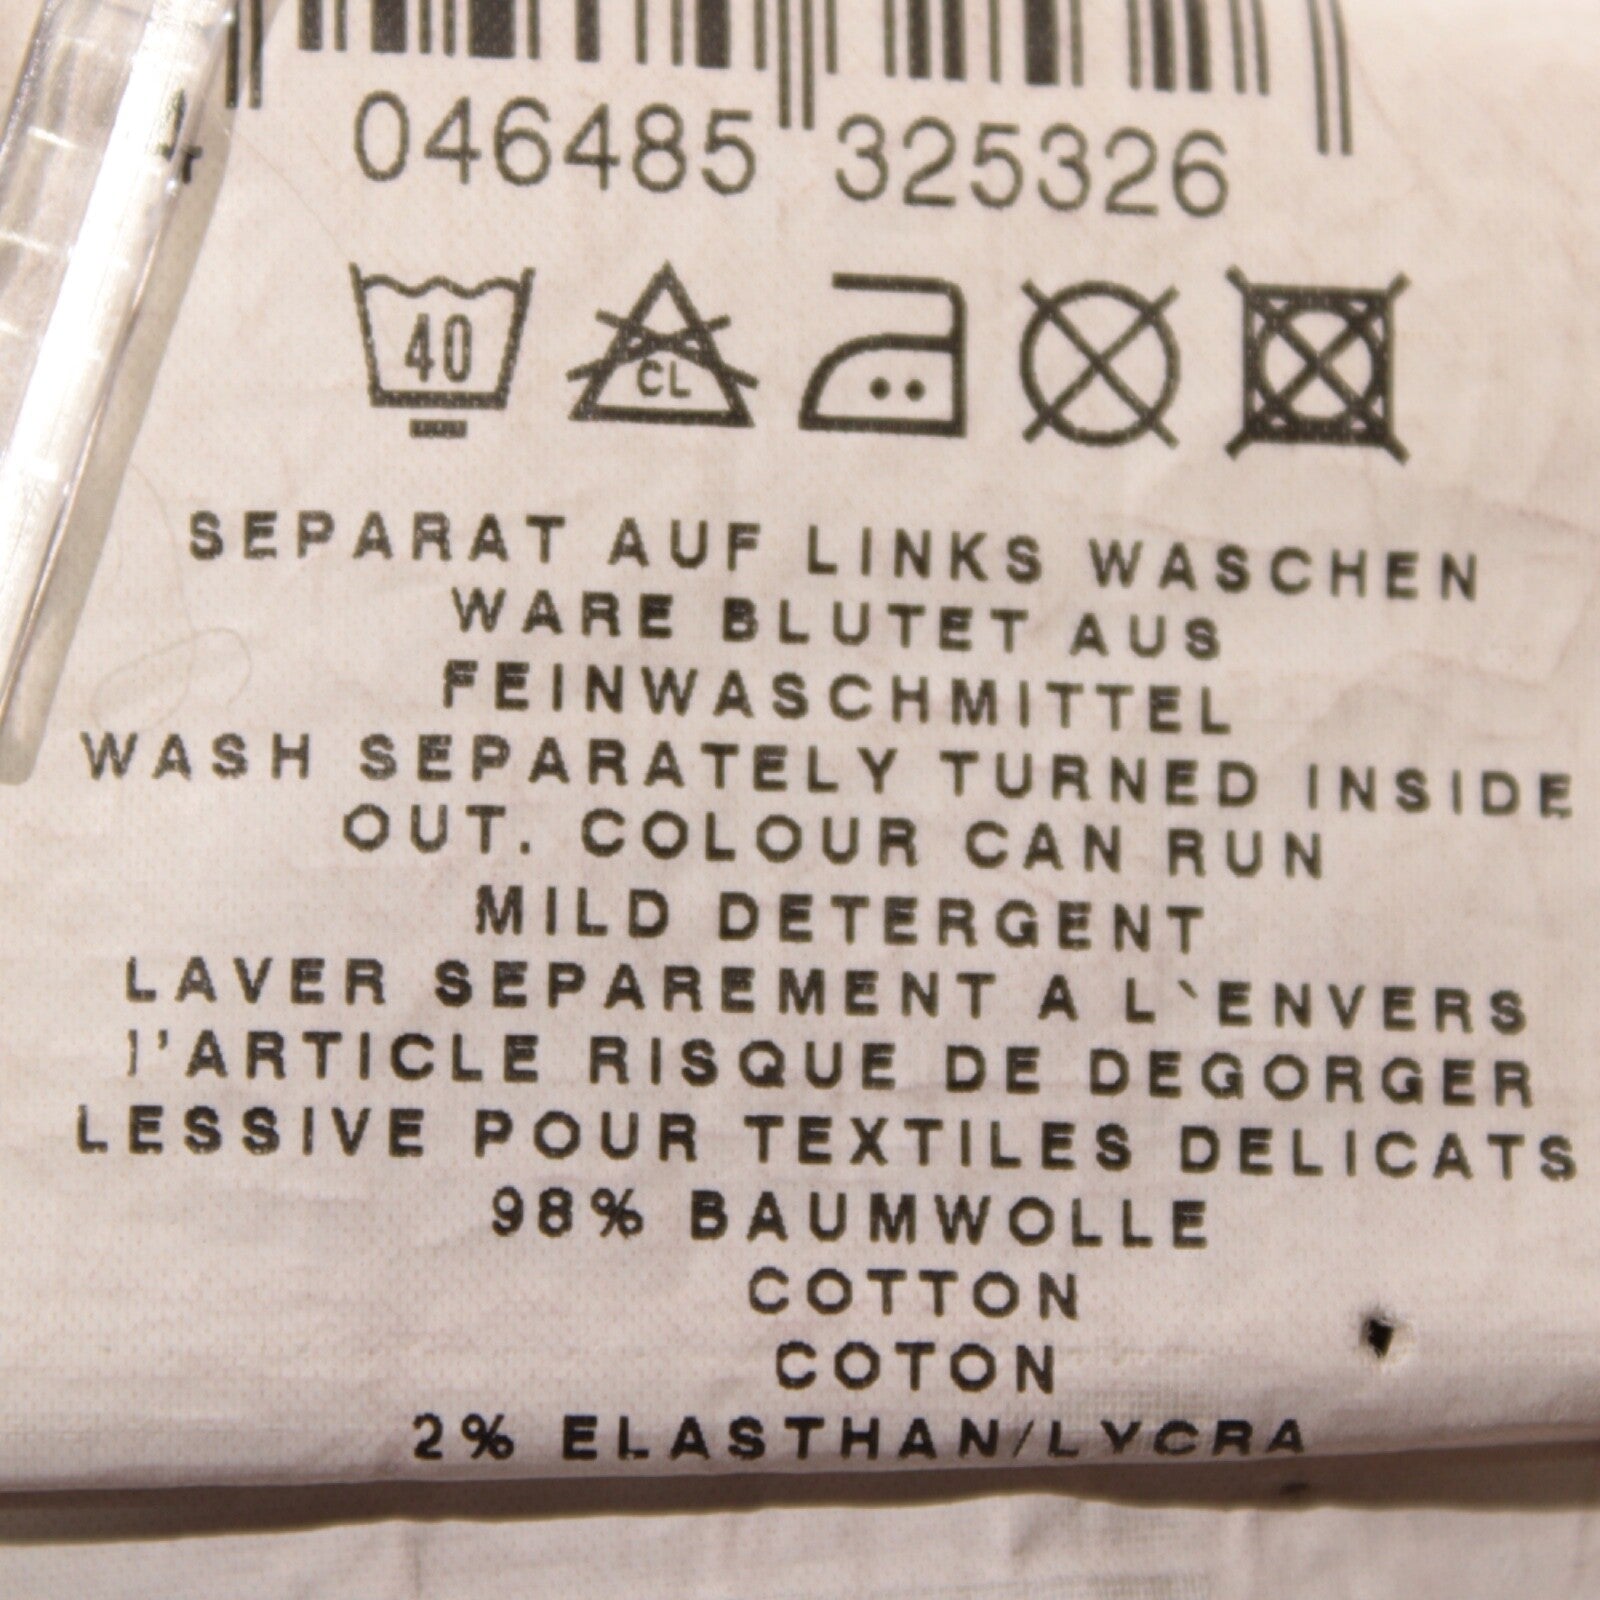 046485 325326
40 CL
SEPARAT AUF LINKS WASCHEN
WARE BLUTET AUS
FEINWASCHMITTEL
WASH SEPARATELY TURNED INSIDE
OUT. COLOUR CAN RUN
MILD DETERGENT
LAVER SEPAREMENT A L`ENVERS
l'ARTICLE RISQUE DE DEGORGER
LESSIVE POUR TEXTILES DELICATS
98% BAUMWOLLE
COTTON
COTON
2% ELASTHAN/LYCRA